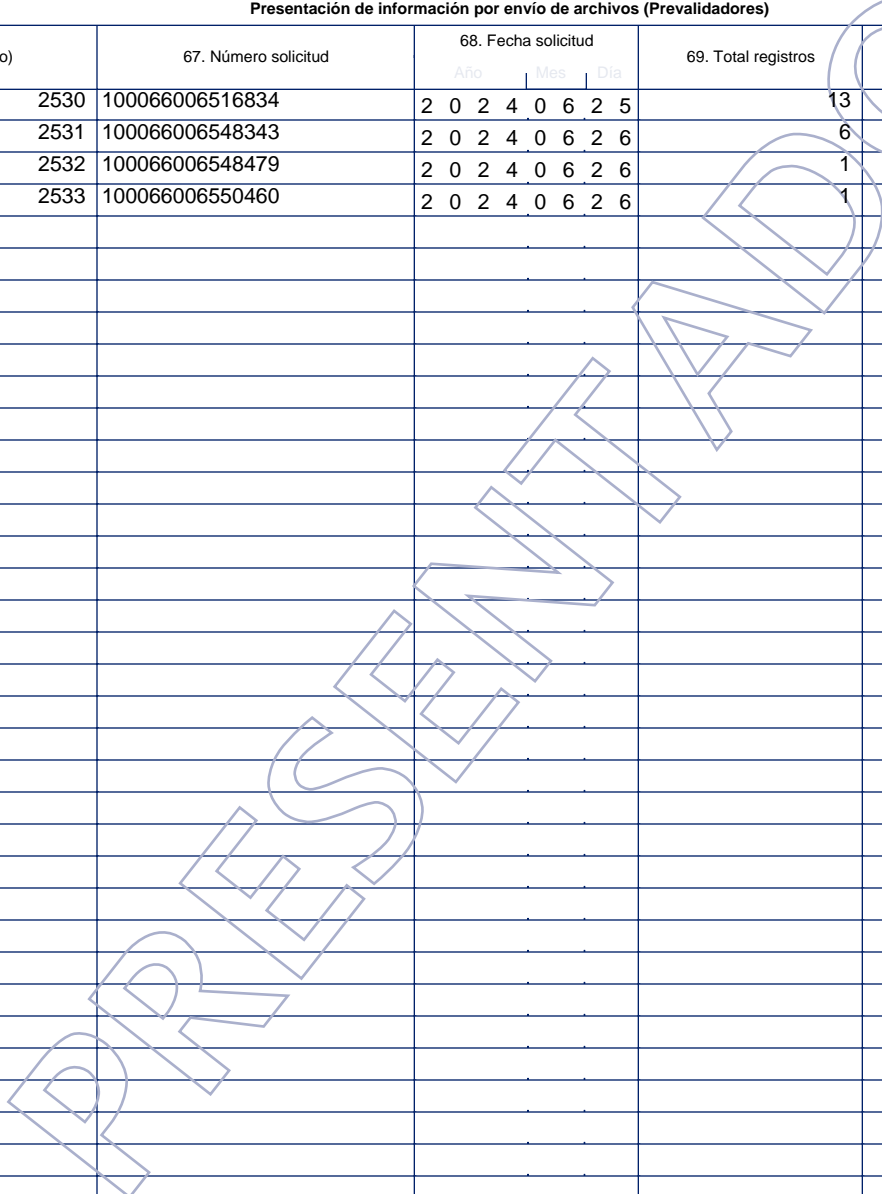 Presentación de información por envío de archivos (Prevalidadores)
o) 67. Número solicitud 68. Fecha solicitud 69. Total registros
Año Mes Día
2530 100066006516834 2 0 2 4 0 6 2 5 13
2531 100066006548343 2 0 2 4 0 6 2 6 6
2532 100066006548479 2 0 2 4 0 6 2 6 1
2533 100066006550460 2 0 2 4 0 6 2 6 1
PRESENTADO